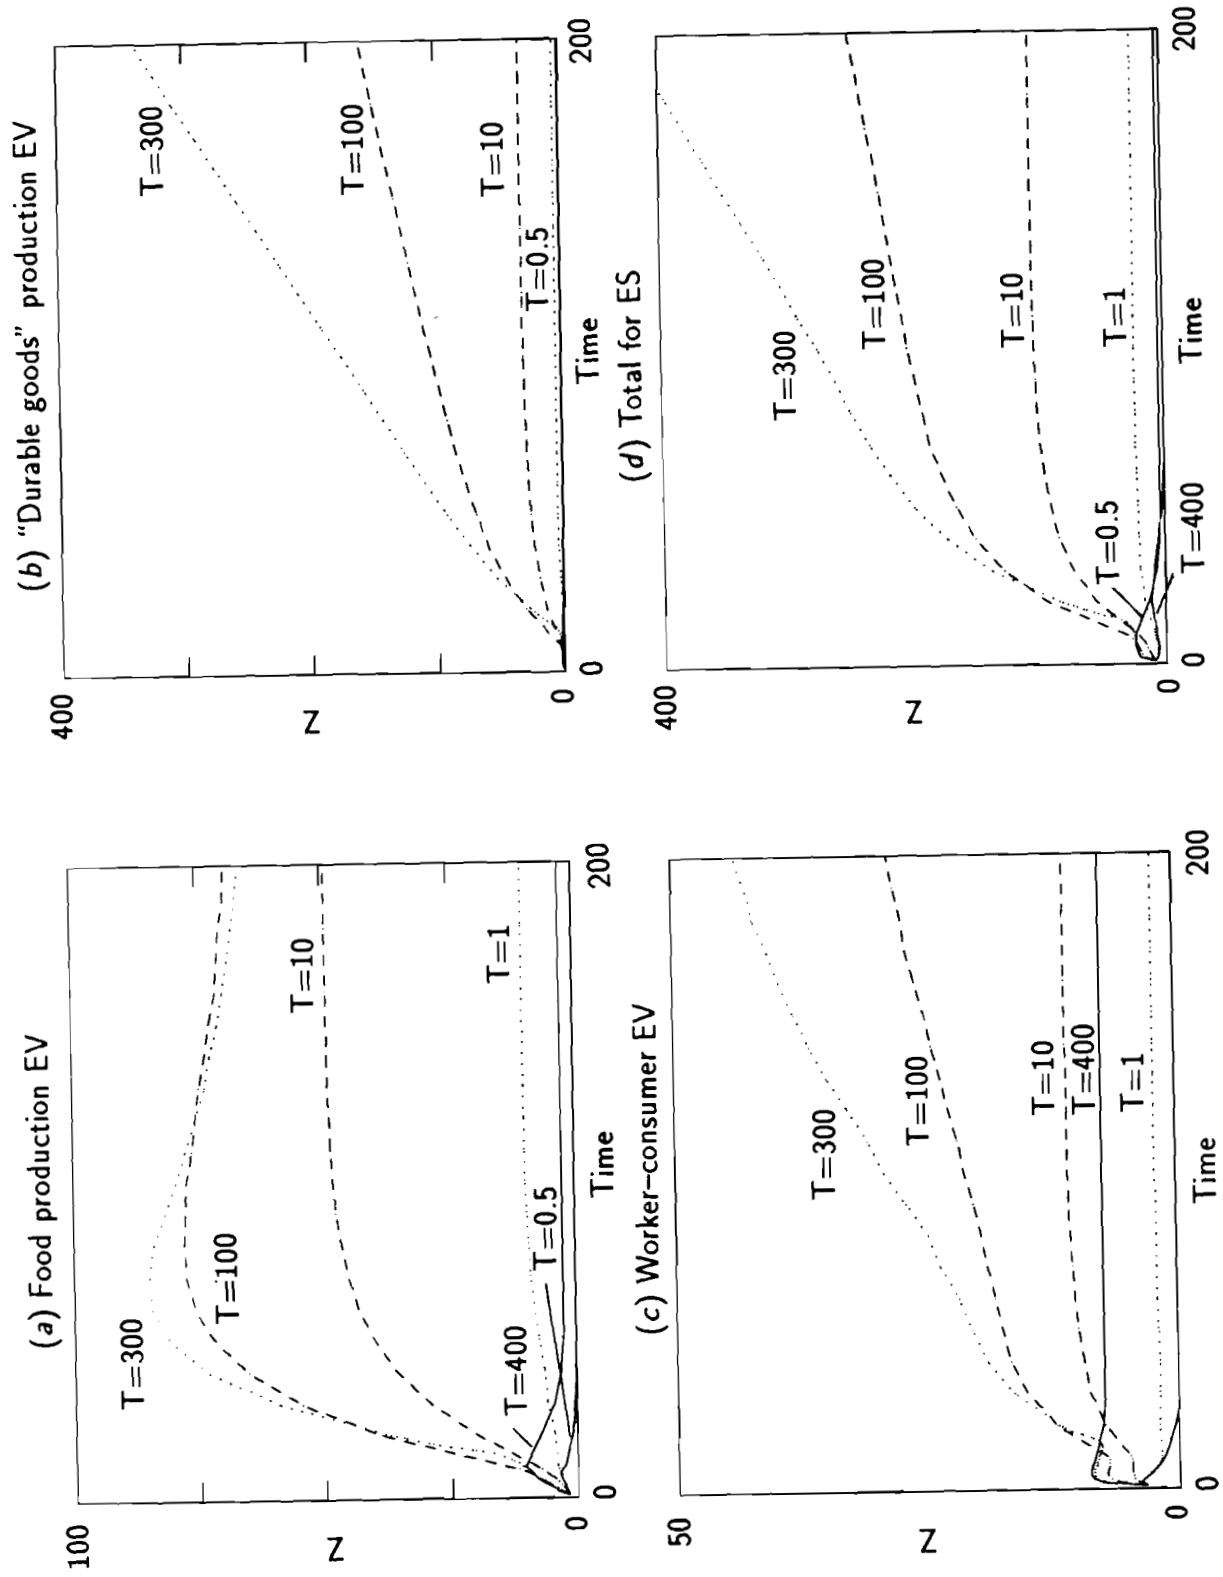 (a) Food production EV
100
Z
0
T=300
T=100
T=10
T=1
T=400
T=0.5
0
Time
200
(b) "Durable goods" production EV
400
Z
0
T=300
T=100
T=10
T=0.5
0
Time
200
(c) Worker–consumer EV
50
Z
0
T=300
T=100
T=10
T=400
T=1
0
Time
200
(d) Total for ES
400
Z
0
T=300
T=100
T=10
T=1
T=0.5
T=400
0
Time
200